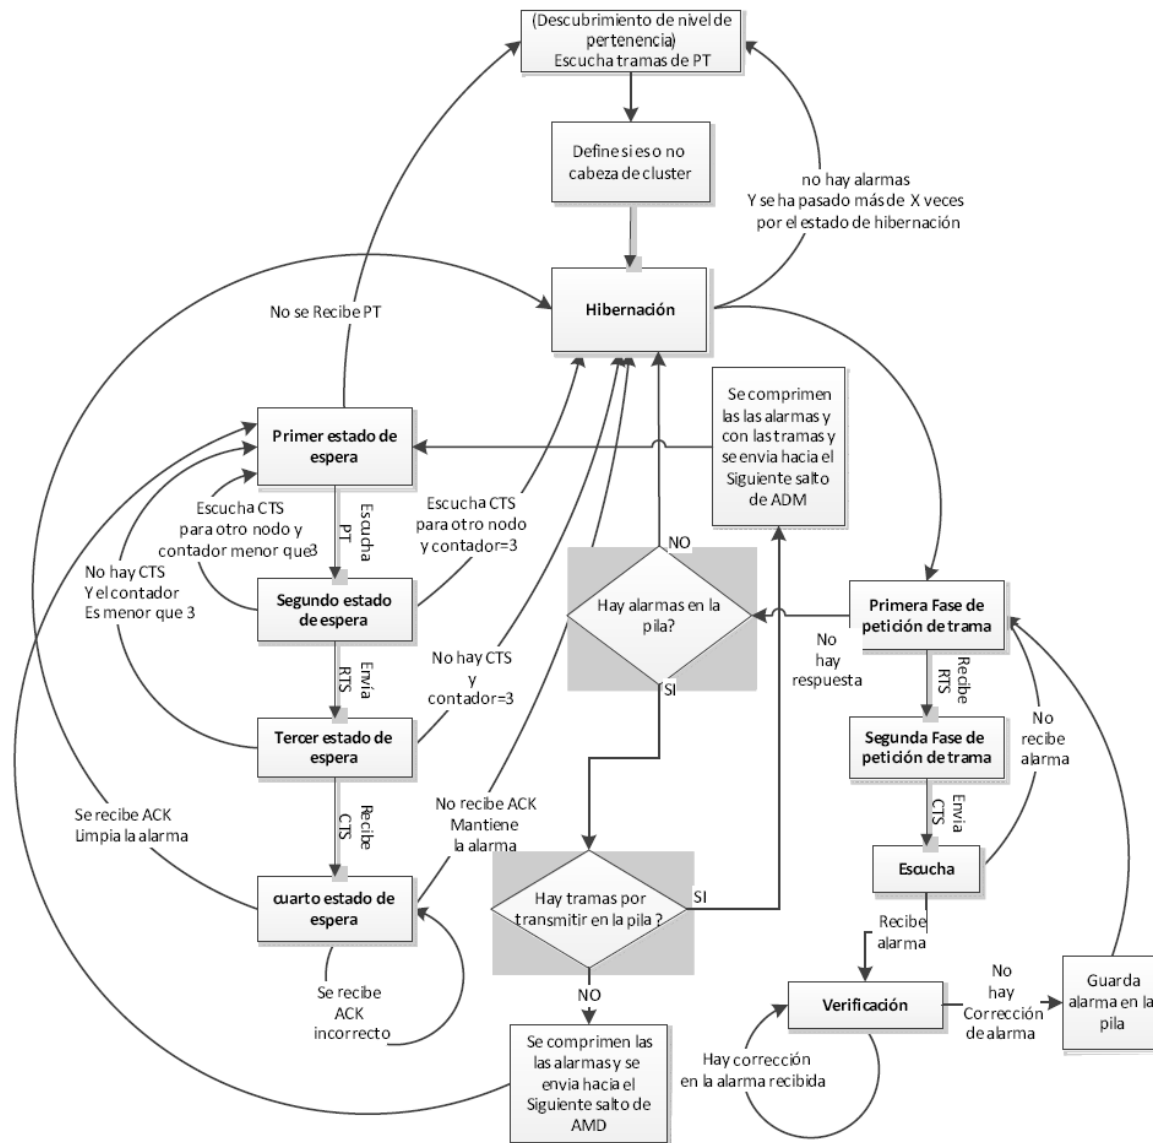 (Descubrimiento de nivel de
pertenencia)
Escucha tramas de PT
Define si es o no
cabeza de cluster
no hay alarmas
Y se ha pasado más de X veces
por el estado de hibernación
Hibernación
No se Recibe PT
Se comprimen
las las alarmas y
con las tramas y
se envia hacia el
Siguiente salto
de ADM
Primer estado de
espera
Escucha CTS
para otro nodo y
contador menor que3
Escucha
PT
Escucha CTS
para otro nodo
y contador=3
No hay CTS
Y el contador
Es menor que 3
Segundo estado
de espera
NO
Hay alarmas en la
pila?
SI
No
hay
respuesta
Primera Fase de
petición de trama
Envía
RTS
No hay CTS
y
contador=3
Recibe
RTS
No
recibe
alarma
Tercer estado de
espera
Segunda Fase de
petición de trama
Se recibe ACK
Limpia la alarma
Recibe
CTS
No recibe ACK
Mantiene
la alarma
Envia
CTS
Escucha
cuarto estado de
espera
Hay tramas por
transmitir en la pila ?
SI
Recibe
alarma
Se recibe
ACK
incorrecto
NO
Verificación
No
hay
Corrección
de alarma
Guarda
alarma en la
pila
Se comprimen las
las alarmas y se
envia hacia el
Siguiente salto de
AMD
Hay corrección
en la alarma recibida